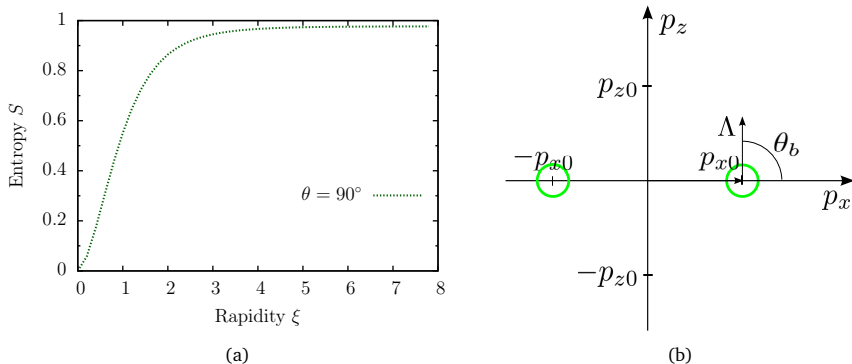 Entropy S
1
0.8
0.6
0.4
0.2
0
θ = 90°
0 1 2 3 4 5 6 7 8
Rapidity ξ
(a)
p_z
p_{z0}
Λ
θ_b
−p_{x0}
p_{x0}
p_x
−p_{z0}
(b)